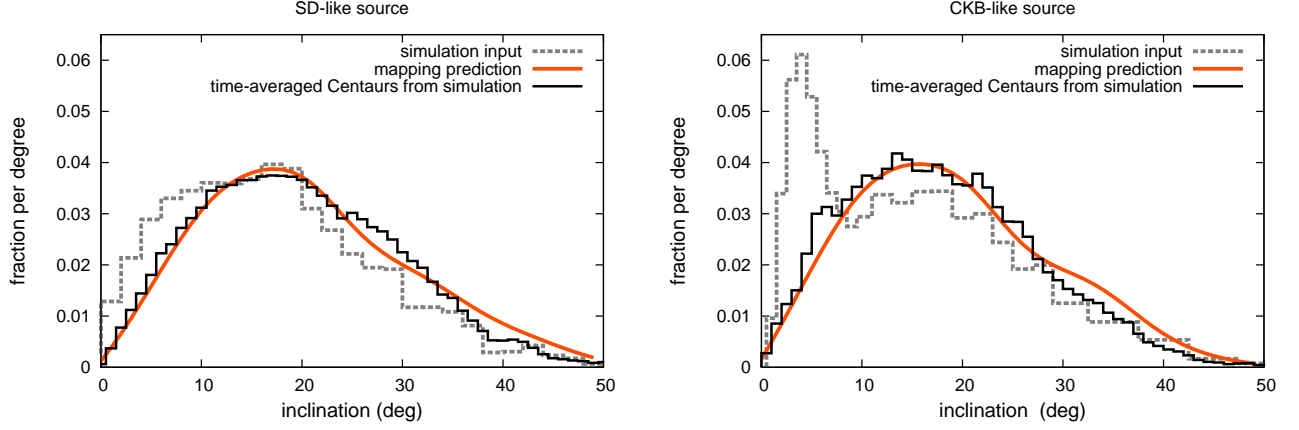 SD-like source
fraction per degree
0.06
0.05
0.04
0.03
0.02
0.01
0
simulation input
mapping prediction
time-averaged Centaurs from simulation
0 10 20 30 40 50
inclination (deg)
CKB-like source
fraction per degree
0.06
0.05
0.04
0.03
0.02
0.01
0
simulation input
mapping prediction
time-averaged Centaurs from simulation
0 10 20 30 40 50
inclination (deg)